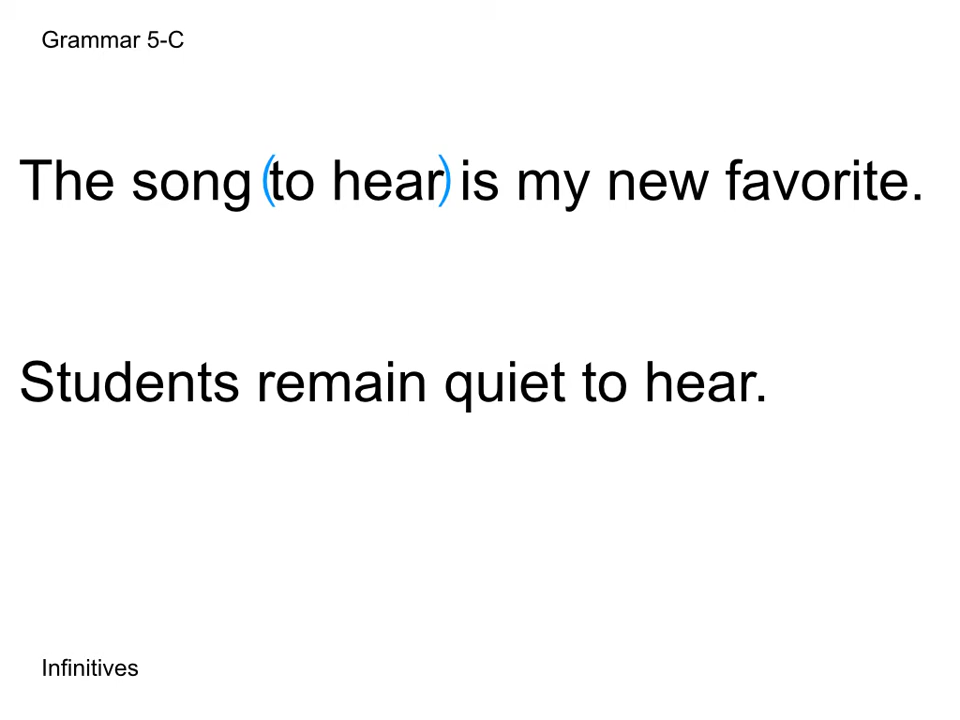 Grammar 5-C
The song (to hear) is my new favorite.
Students remain quiet to hear.
Infinitives